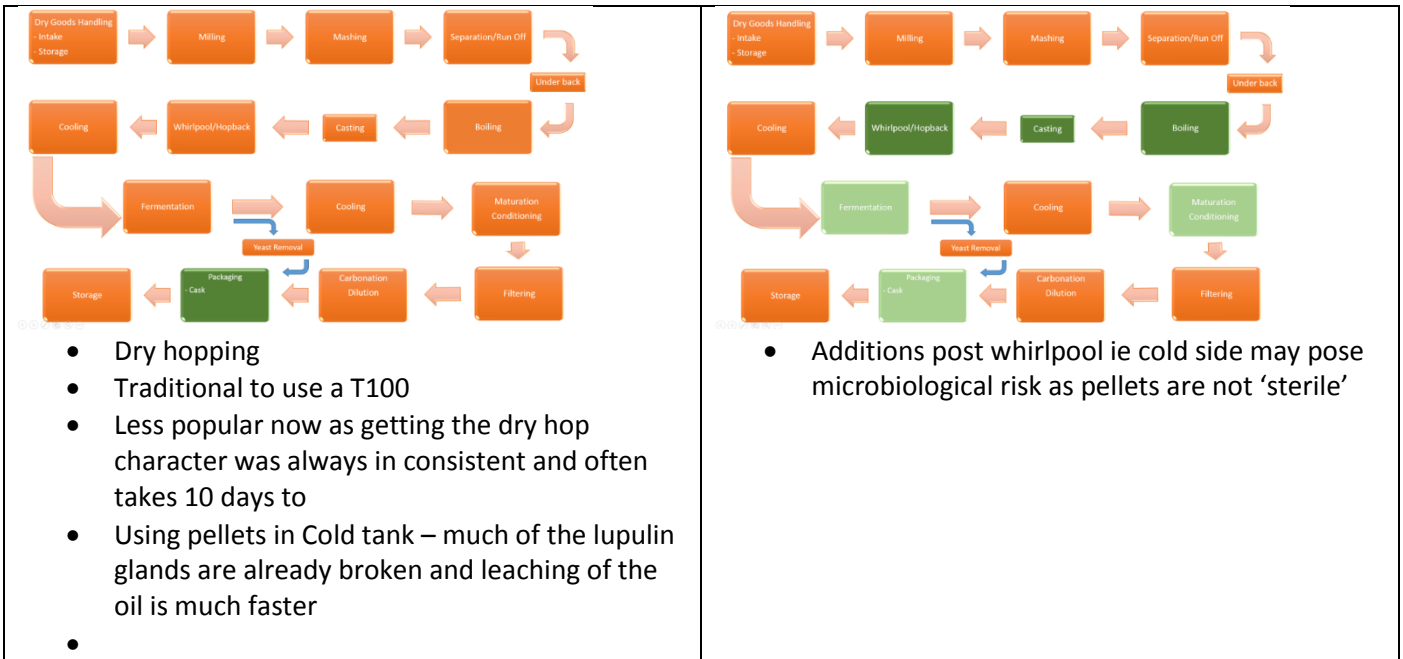 Dry Goods Handling
- Intake
- Storage
Milling
Mashing
Separation/Run Off
Under back
Cooling
Whirlpool/Hopback
Casting
Boiling
Fermentation
Cooling
Maturation
Conditioning
Yeast Removal
Storage
Packaging
- Cask
Carbonation
Dilution
Filtering
• Dry hopping
• Traditional to use a T100
• Less popular now as getting the dry hop
character was always in consistent and often
takes 10 days to
• Using pellets in Cold tank – much of the lupulin
glands are already broken and leaching of the
oil is much faster
•
Dry Goods Handling
- Intake
- Storage
Milling
Mashing
Separation/Run Off
Under back
Cooling
Whirlpool/Hopback
Casting
Boiling
Fermentation
Cooling
Maturation
Conditioning
Yeast Removal
Storage
Packaging
- Cask
Carbonation
Dilution
Filtering
• Additions post whirlpool ie cold side may pose
microbiological risk as pellets are not ‘sterile’